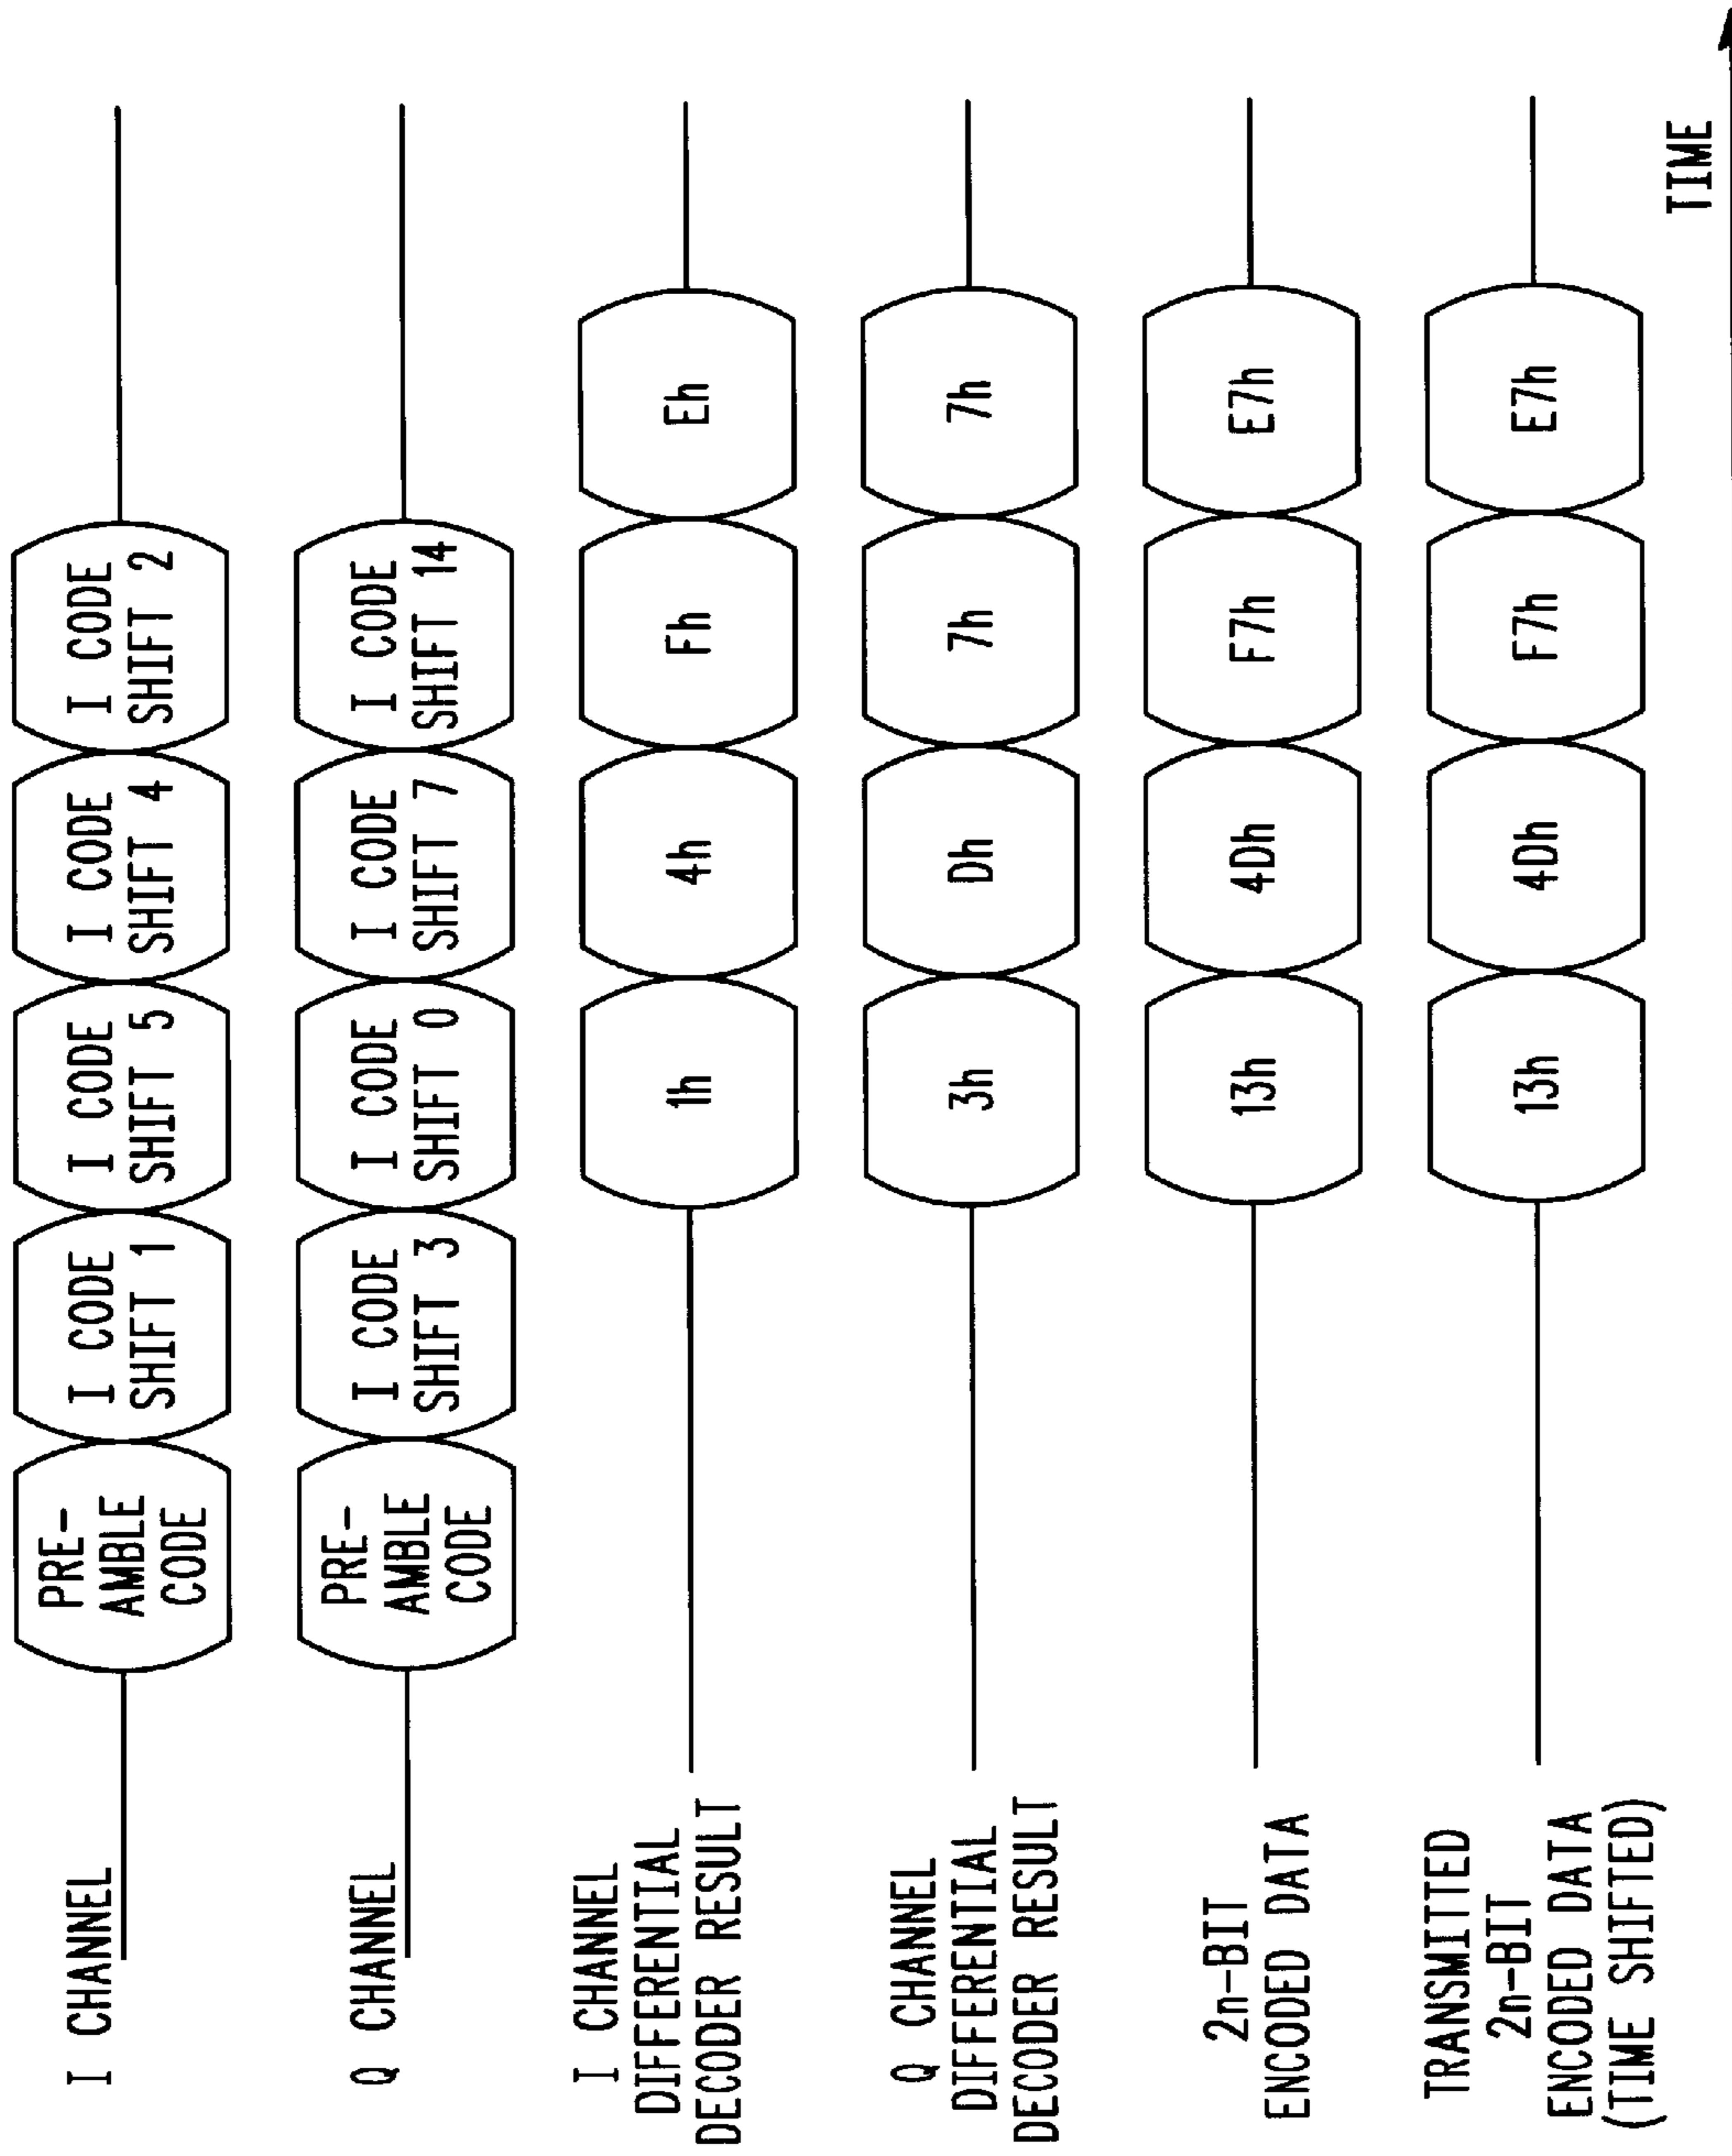 I CHANNEL
PRE-
AMBLE
CODE
I CODE
SHIFT 1
I CODE
SHIFT 5
I CODE
SHIFT 4
I CODE
SHIFT 2
Q CHANNEL
PRE-
AMBLE
CODE
I CODE
SHIFT 3
I CODE
SHIFT 0
I CODE
SHIFT 7
I CODE
SHIFT 14
I CHANNEL
DIFFERENTIAL
DECODER RESULT
1h
4h
Fh
Eh
Q CHANNEL
DIFFERENTIAL
DECODER RESULT
3h
Dh
7h
7h
2n-BIT
ENCODED DATA
13h
4Dh
F7h
E7h
TRANSMITTED
2n-BIT
ENCODED DATA
(TIME SHIFTED)
13h
4Dh
F7h
E7h
TIME